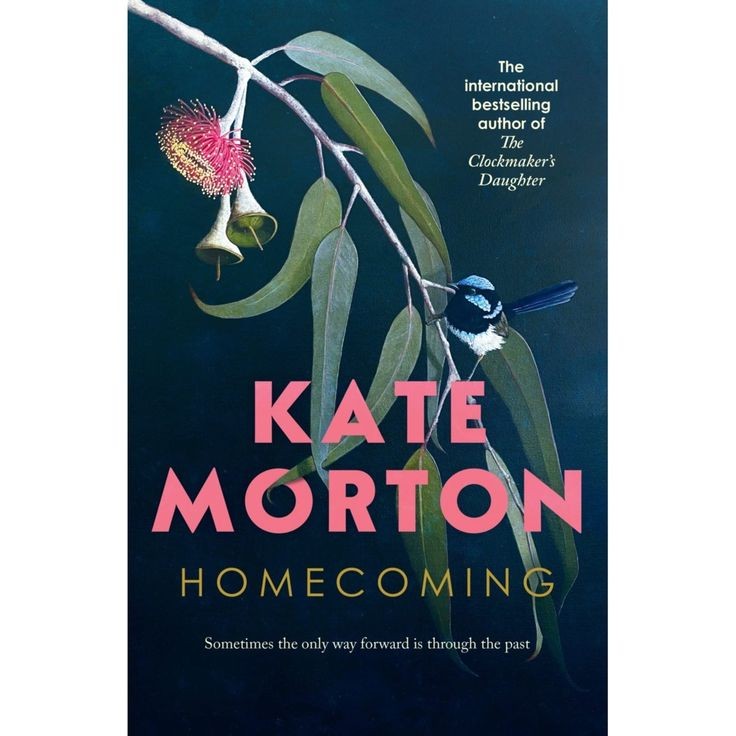 The
international
bestselling
author of
The
Clockmaker's
Daughter
KATE
MORTON
HOMECOMING
Sometimes the only way forward is through the past